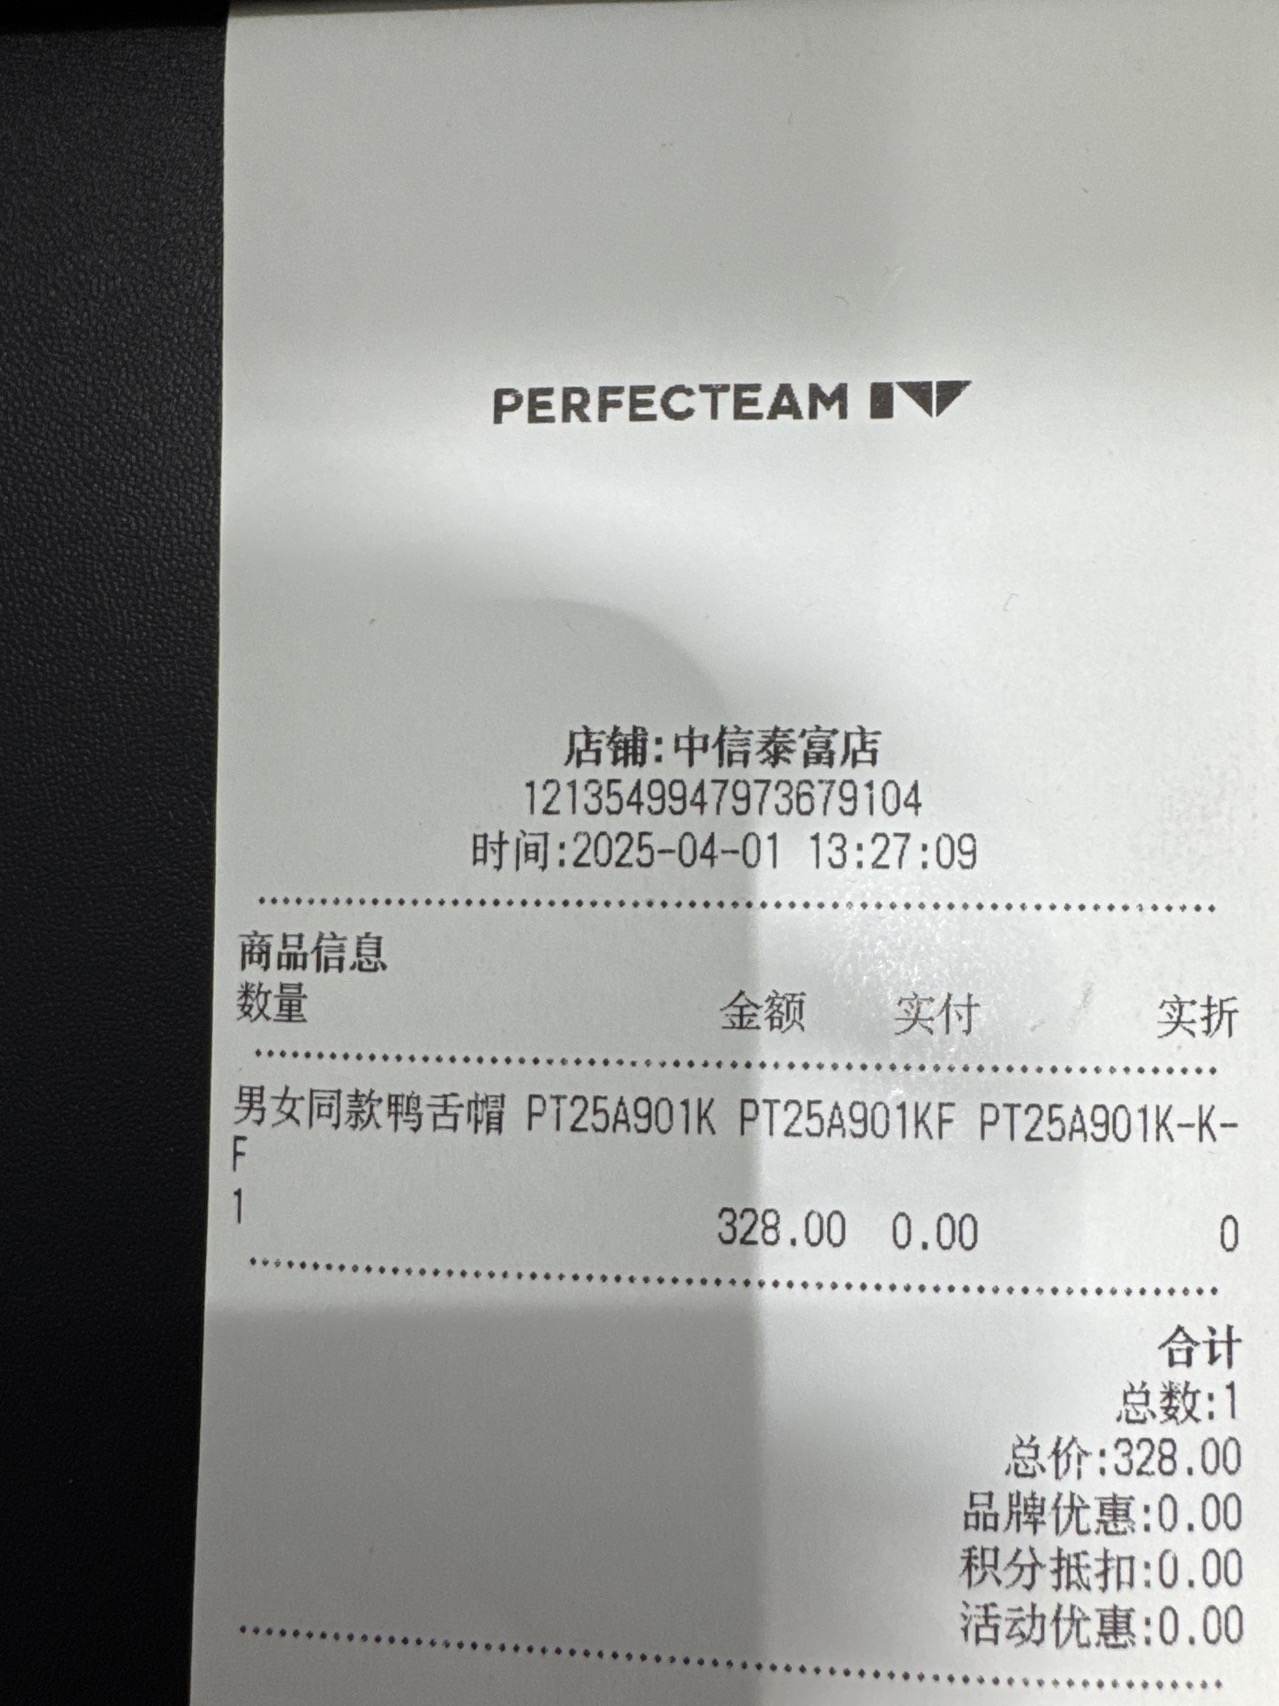 PERFECTEAM
店铺:中信泰富店
1213549947973679104
时间:2025-04-01 13:27:09
商品信息
数量 金额 实付 实折
男女同款鸭舌帽 PT25A901K PT25A901KF PT25A901K-K-
F
1 328.00 0.00 0
合计
总数:1
总价:328.00
品牌优惠:0.00
积分抵扣:0.00
活动优惠:0.00